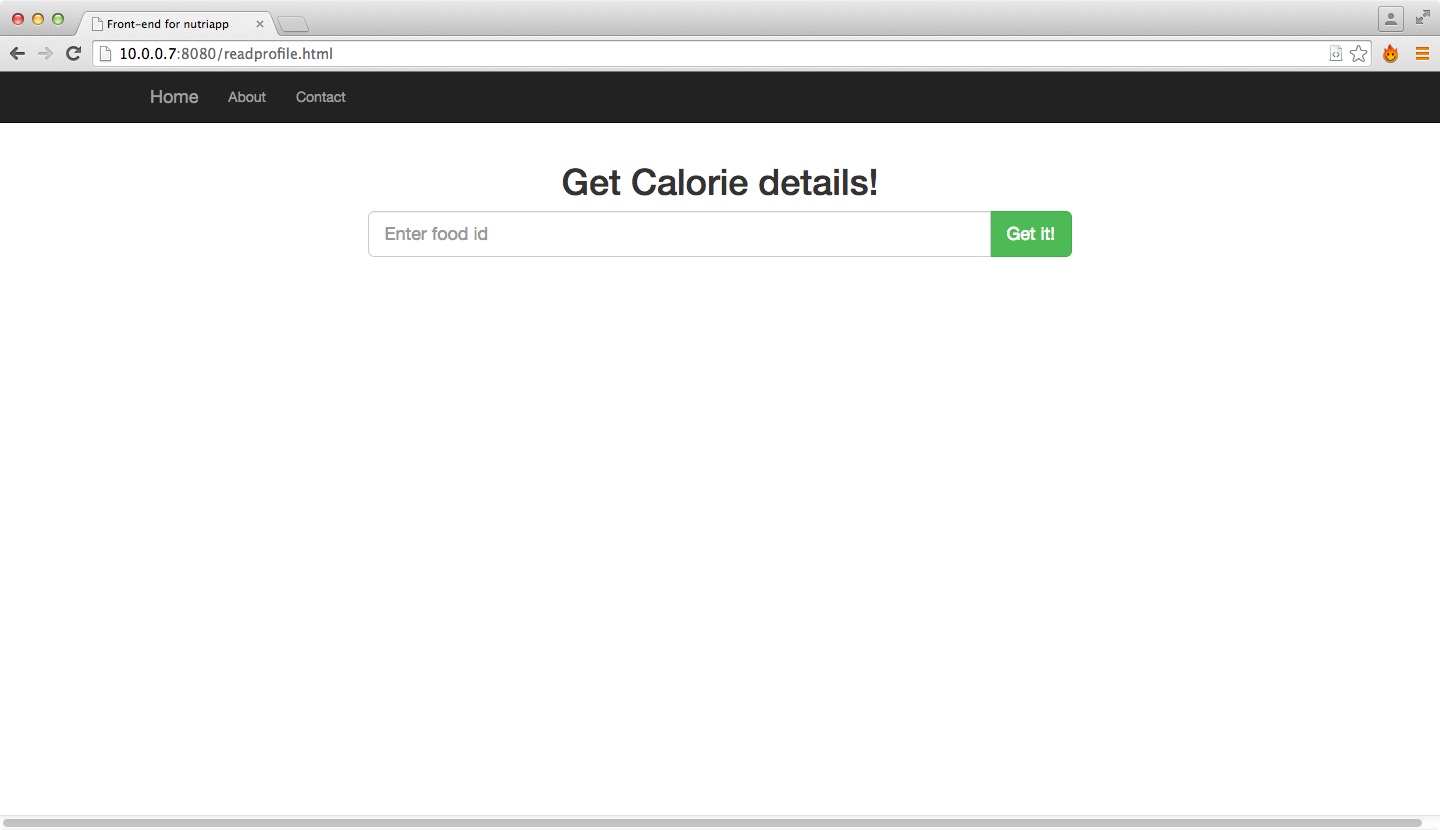 Front-end for nutriapp
10.0.0.7:8080/readprofile.html
Home About Contact
Get Calorie details!
Enter food id Get it!